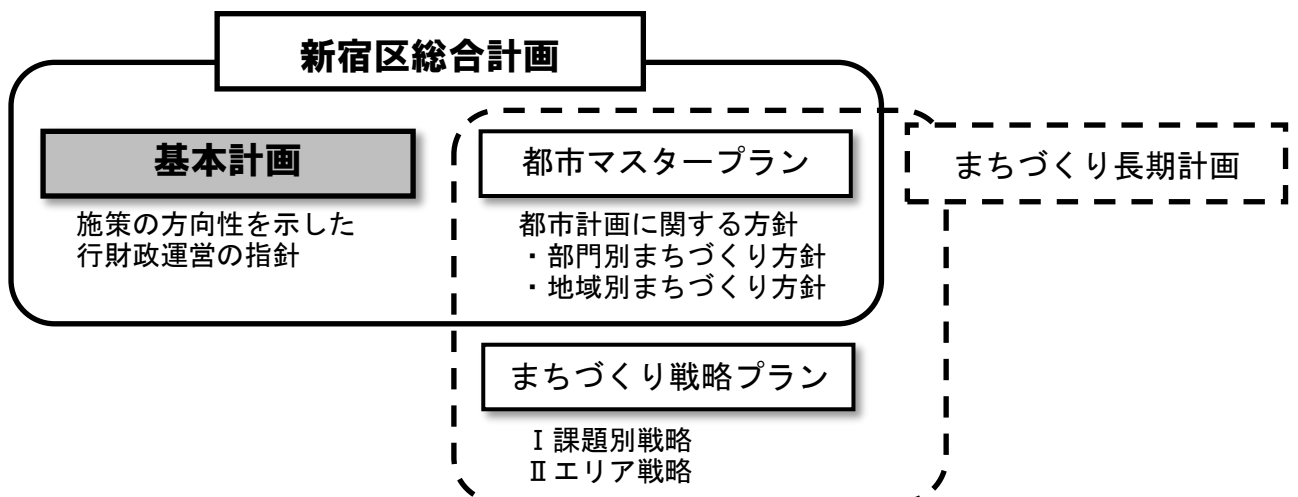 新宿区総合計画
基本計画
施策の方向性を示した
行財政運営の指針
都市マスタープラン
都市計画に関する方針
・部門別まちづくり方針
・地域別まちづくり方針
まちづくり長期計画
まちづくり戦略プラン
Ⅰ課題別戦略
Ⅱエリア戦略